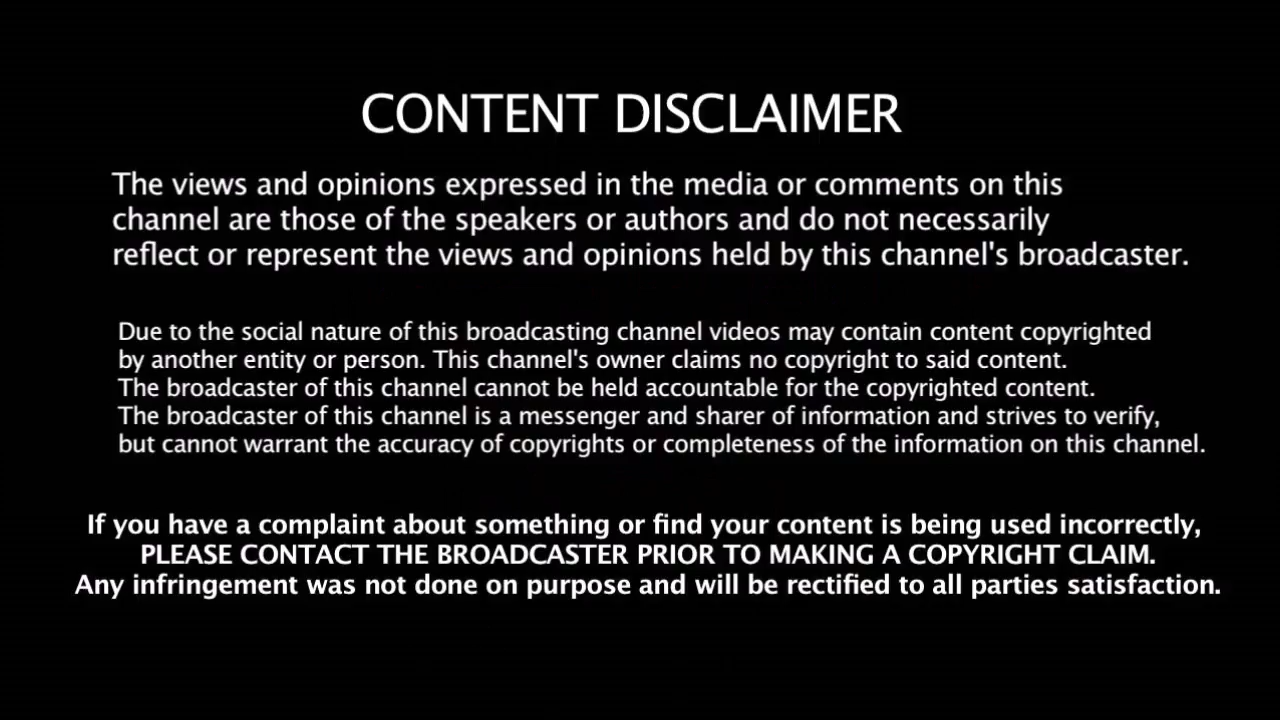 CONTENT DISCLAIMER
The views and opinions expressed in the media or comments on this
channel are those of the speakers or authors and do not necessarily
reflect or represent the views and opinions held by this channel's broadcaster.
Due to the social nature of this broadcasting channel videos may contain content copyrighted
by another entity or person. This channel's owner claims no copyright to said content.
The broadcaster of this channel cannot be held accountable for the copyrighted content.
The broadcaster of this channel is a messenger and sharer of information and strives to verify,
but cannot warrant the accuracy of copyrights or completeness of the information on this channel.
If you have a complaint about something or find your content is being used incorrectly,
PLEASE CONTACT THE BROADCASTER PRIOR TO MAKING A COPYRIGHT CLAIM.
Any infringement was not done on purpose and will be rectified to all parties satisfaction.